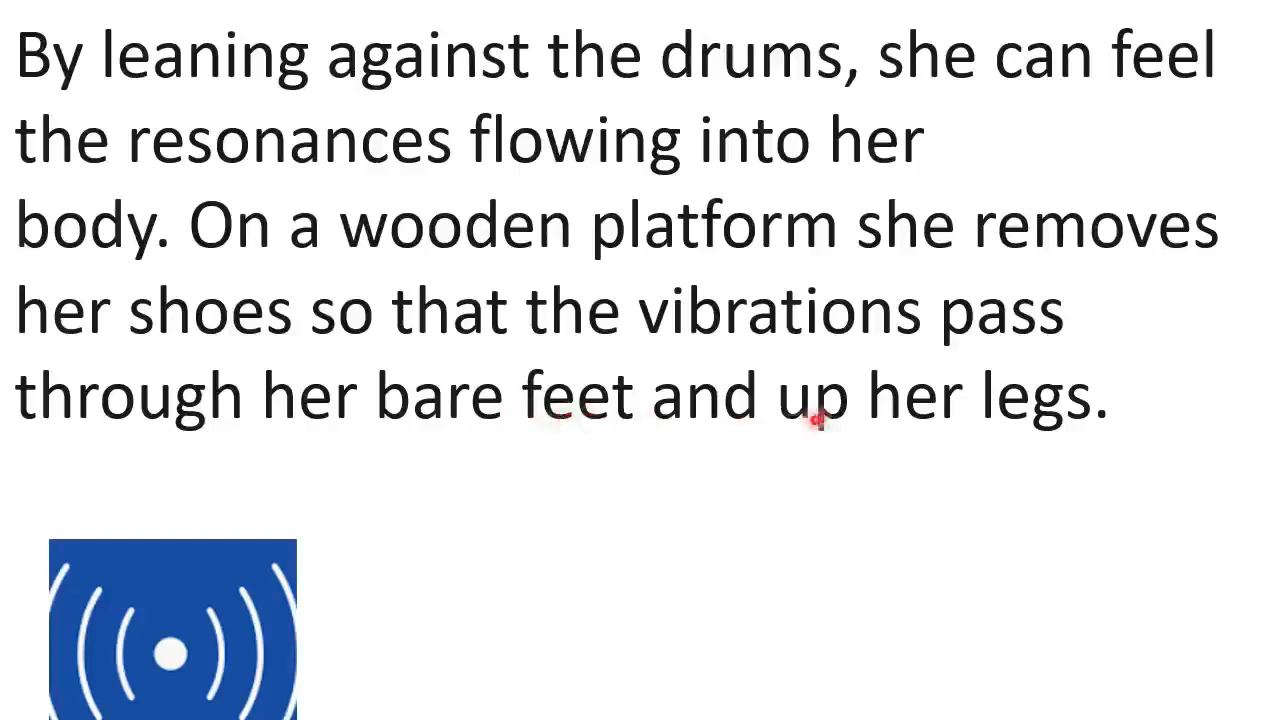 By leaning against the drums, she can feel
the resonances flowing into her
body. On a wooden platform she removes
her shoes so that the vibrations pass
through her bare feet and up her legs.